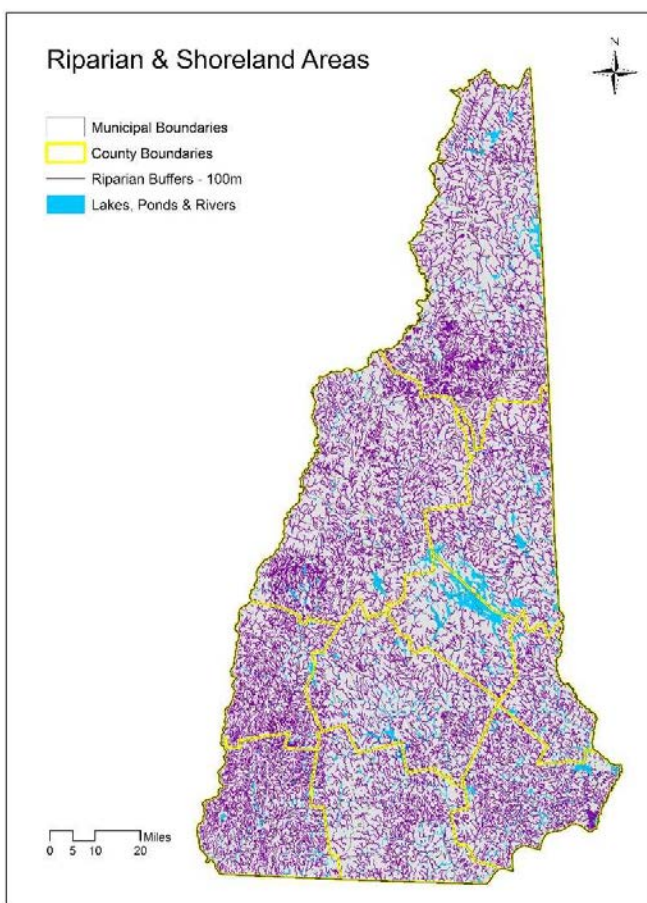 Riparian & Shoreland Areas
N
Municipal Boundaries
County Boundaries
Riparian Buffers - 100m
Lakes, Ponds & Rivers
Miles
0 5 10 20